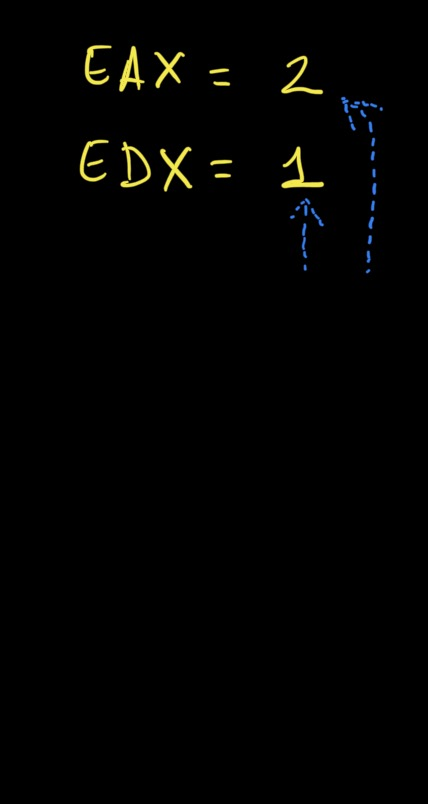 EAX = 2
EDX = 1